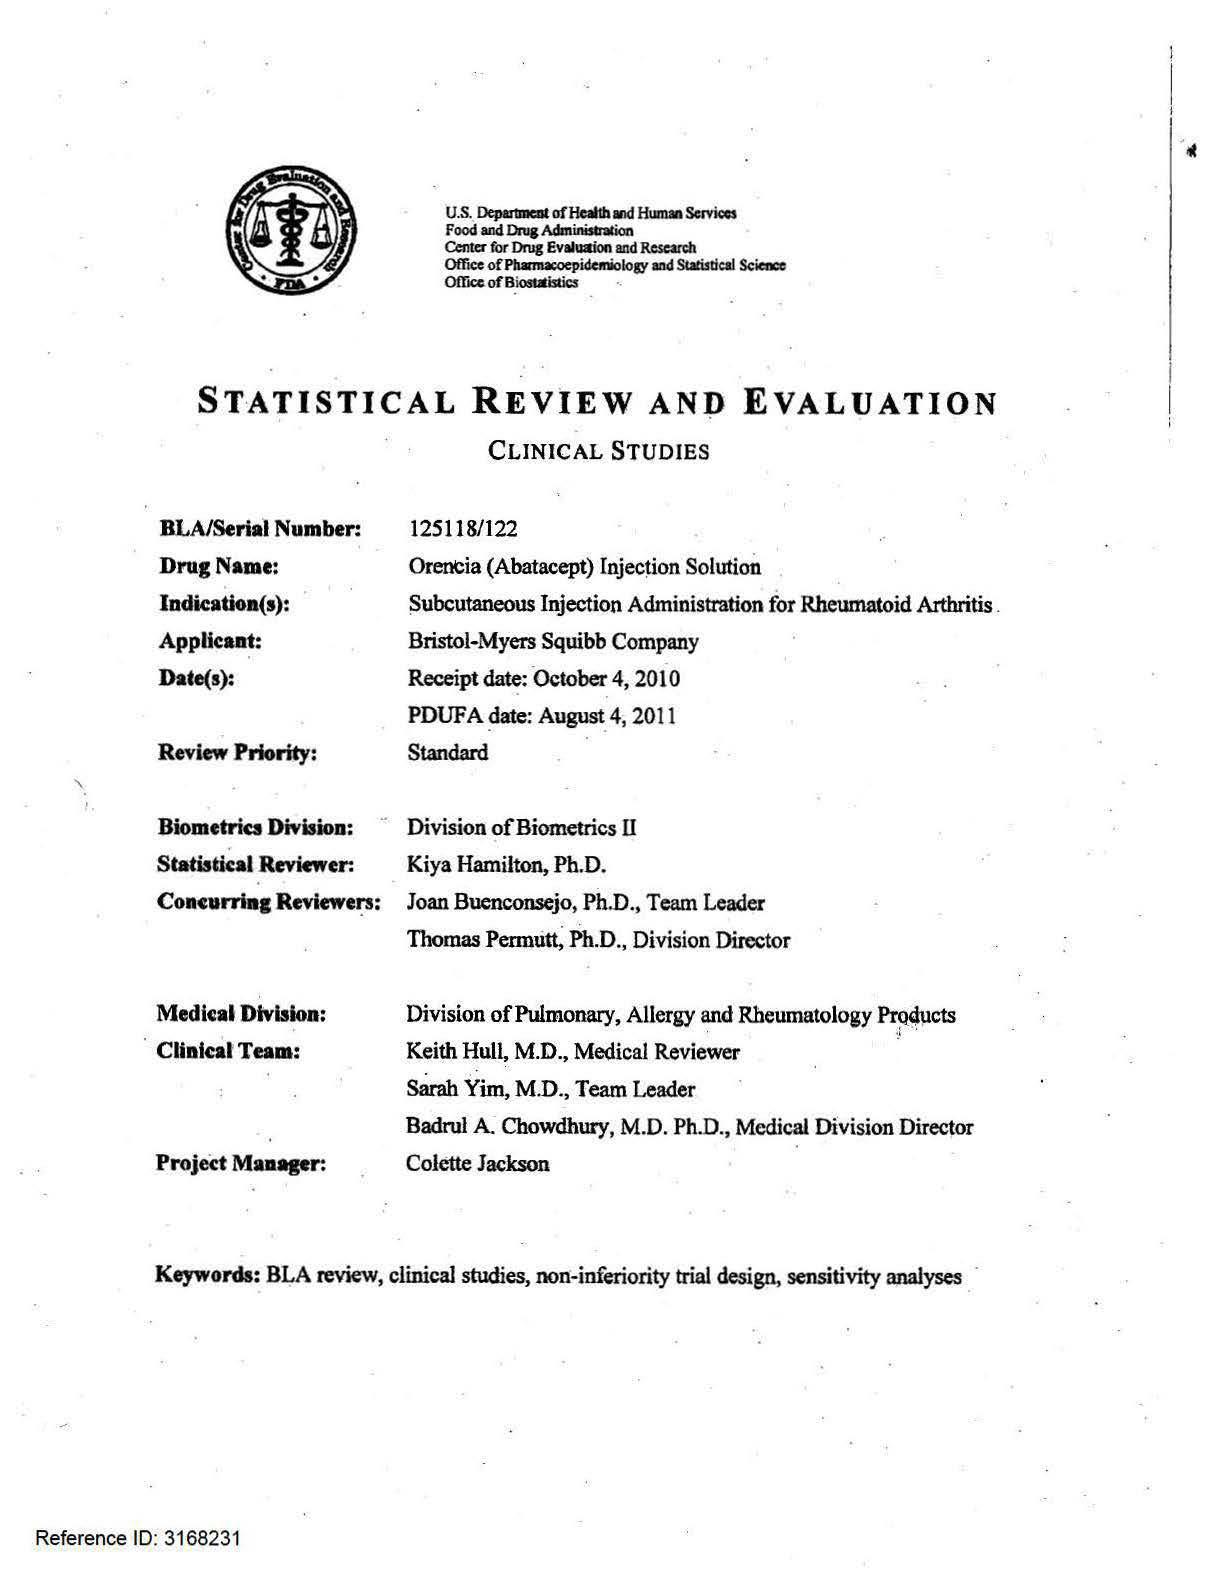 Center for Drug Evaluation and Research
FDA
U.S. Department of Health and Human Services
Food and Drug Administration
Center for Drug Evaluation and Research
Office of Pharmacoepidemiology and Statistical Science
Office of Biostatistics
STATISTICAL REVIEW AND EVALUATION
CLINICAL STUDIES
BLA/Serial Number: 125118/122
Drug Name: Orencia (Abatacept) Injection Solution
Indication(s): Subcutaneous Injection Administration for Rheumatoid Arthritis
Applicant: Bristol-Myers Squibb Company
Date(s): Receipt date: October 4, 2010
PDUFA date: August 4, 2011
Review Priority: Standard
Biometrics Division: Division of Biometrics II
Statistical Reviewer: Kiya Hamilton, Ph.D.
Concurring Reviewers: Joan Buenconsejo, Ph.D., Team Leader
Thomas Permutt, Ph.D., Division Director
Medical Division: Division of Pulmonary, Allergy and Rheumatology Products
Clinical Team: Keith Hull, M.D., Medical Reviewer
Sarah Yim, M.D., Team Leader
Badrul A. Chowdhury, M.D. Ph.D., Medical Division Director
Project Manager: Colette Jackson
Keywords: BLA review, clinical studies, non-inferiority trial design, sensitivity analyses
Reference ID: 3168231